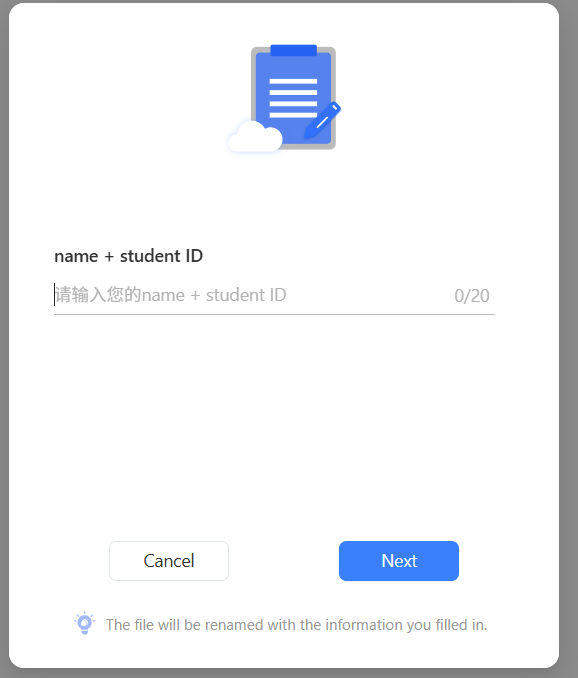 name + student ID
请输入您的name + student ID
0/20
Cancel
Next
The file will be renamed with the information you filled in.